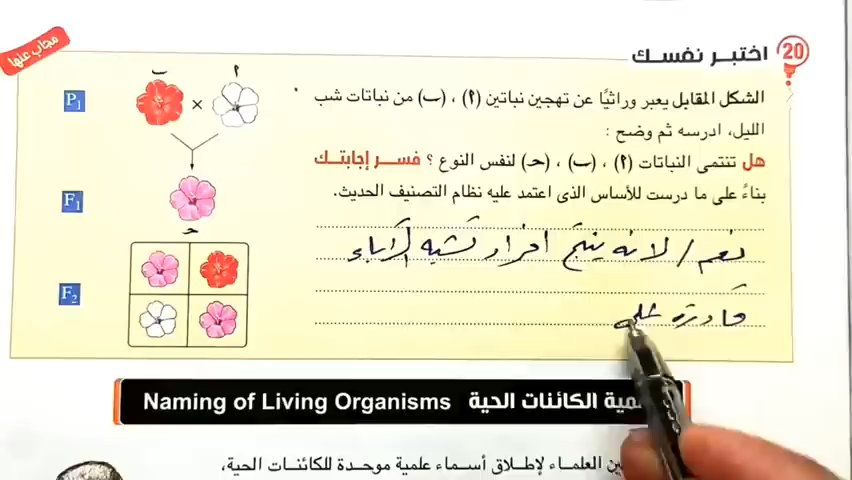 20 اختبر نفسك
مجاب عنها
الشكل المقابل يعبر وراثيًا عن تهجين نباتين (أ) ، (ب) من نباتات شب
الليل، ادرسه ثم وضح :
هل تنتمى النباتات (أ) ، (ب) ، (حـ) لنفس النوع ؟ فسر إجابتك
بناءً على ما درست للأساس الذى اعتمد عليه نظام التصنيف الحديث.
نعم / لانه ينتج افراد تشبه الآباء
قادرة على
P1
ب
×
أ
F1
حـ
F2
الكائنات الحية Naming of Living Organisms
العلماء لإطلاق أسماء علمية موحدة للكائنات الحية،